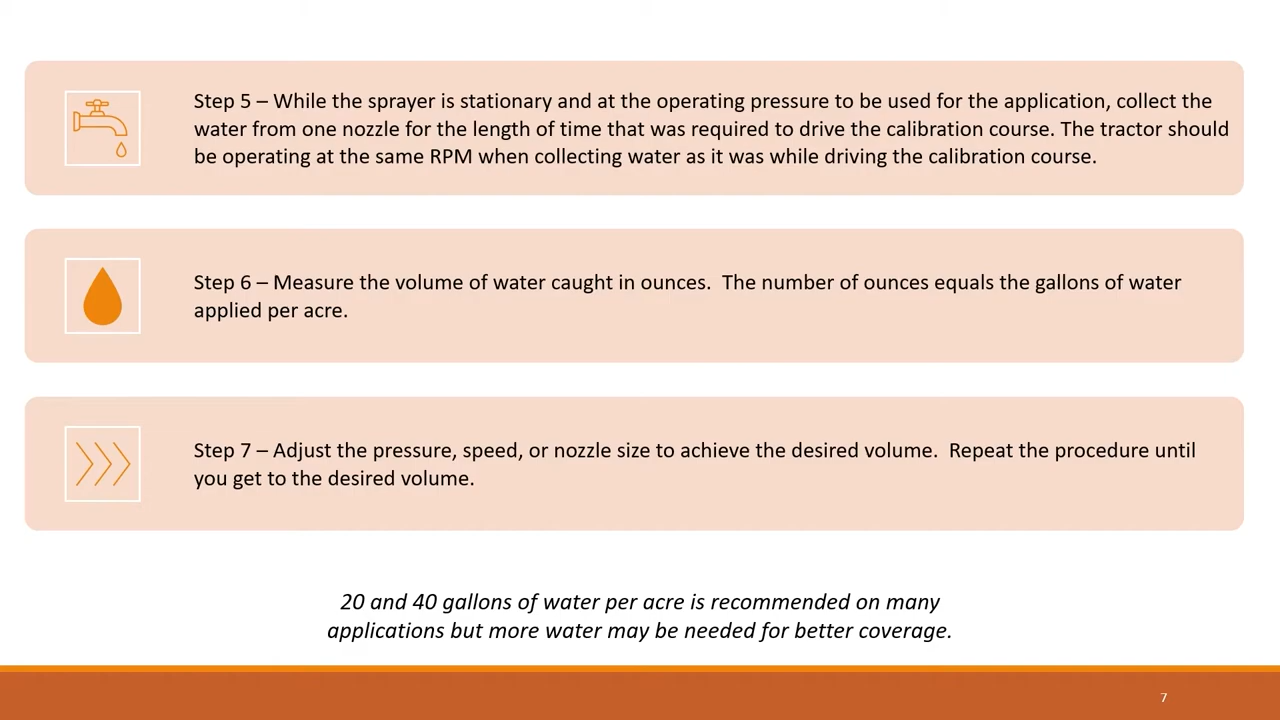 Step 5 – While the sprayer is stationary and at the operating pressure to be used for the application, collect the
water from one nozzle for the length of time that was required to drive the calibration course. The tractor should
be operating at the same RPM when collecting water as it was while driving the calibration course.
Step 6 – Measure the volume of water caught in ounces.  The number of ounces equals the gallons of water
applied per acre.
Step 7 – Adjust the pressure, speed, or nozzle size to achieve the desired volume.  Repeat the procedure until
you get to the desired volume.
20 and 40 gallons of water per acre is recommended on many
applications but more water may be needed for better coverage.
7